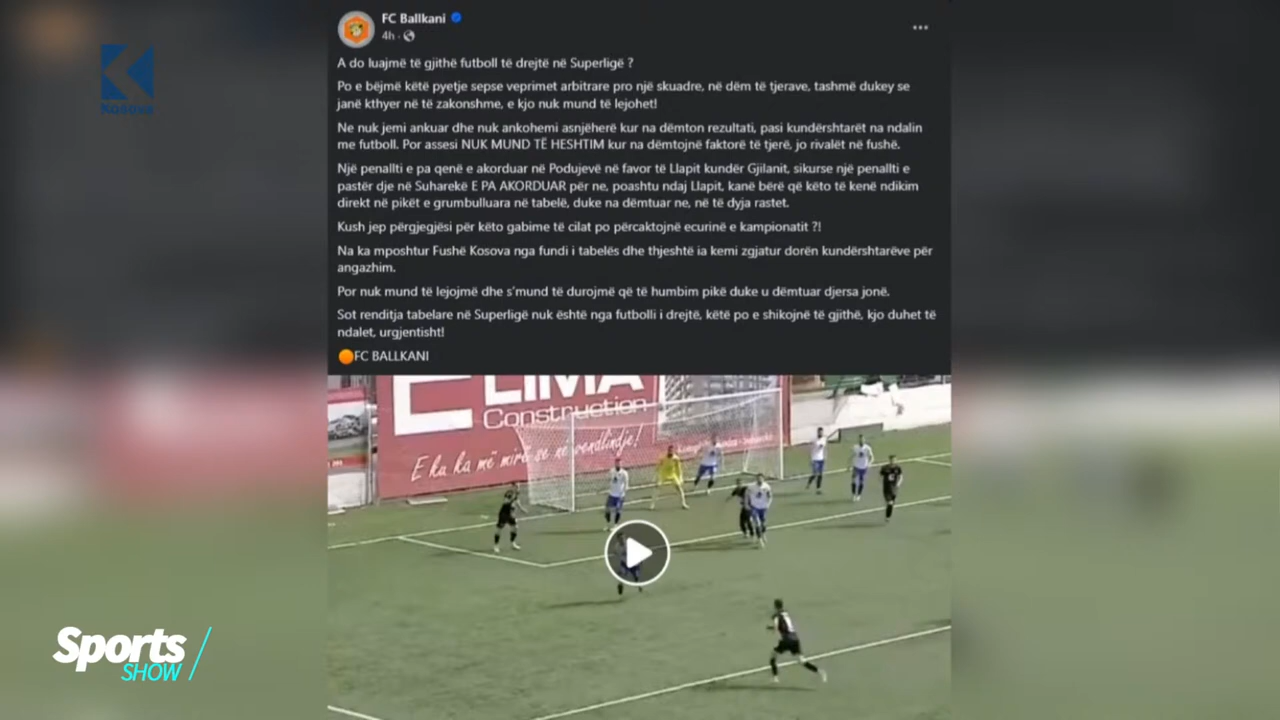 FC Ballkani
4h ·
A do luajmë të gjithë futboll të drejtë në Superligë ?
Po e bëjmë këtë pyetje sepse veprimet arbitrare pro një skuadre, në dëm të tjerave, tashmë dukey se
janë kthyer në të zakonshme, e kjo nuk mund të lejohet!
Ne nuk jemi ankuar dhe nuk ankohemi asnjëherë kur na dëmton rezultati, pasi kundërshtarët na ndalin
me futboll. Por assesi NUK MUND TË HESHTIM kur na dëmtojnë faktorë të tjerë, jo rivalët në fushë.
Një penallti e pa qenë e akorduar në Podujevë në favor të Llapit kundër Gjilanit, sikurse një penallti e
pastër dje në Suharekë E PA AKORDUAR për ne, poashtu ndaj Llapit, kanë bërë që këto të kenë ndikim
direkt në pikët e grumbulluara në tabelë, duke na dëmtuar ne, në të dyja rastet.
Kush jep përgjegjësi për këto gabime të cilat po përcaktojnë ecurinë e kampionatit ?!
Na ka mposhtur Fushë Kosova nga fundi i tabelës dhe thjeshtë ia kemi zgjatur dorën kundërshtarëve për
angazhim.
Por nuk mund të lejojmë dhe s'mund të durojmë që të humbim pikë duke u dëmtuar djersa jonë.
Sot renditja tabelare në Superligë nuk është nga futbolli i drejtë, këtë po e shikojnë të gjithë, kjo duhet të
ndalet, urgjentisht!
FC BALLKANI
K
Kosova
ELIMA
Construction
E ku ka më mirë se ne vendlindje!
Sports
SHOW